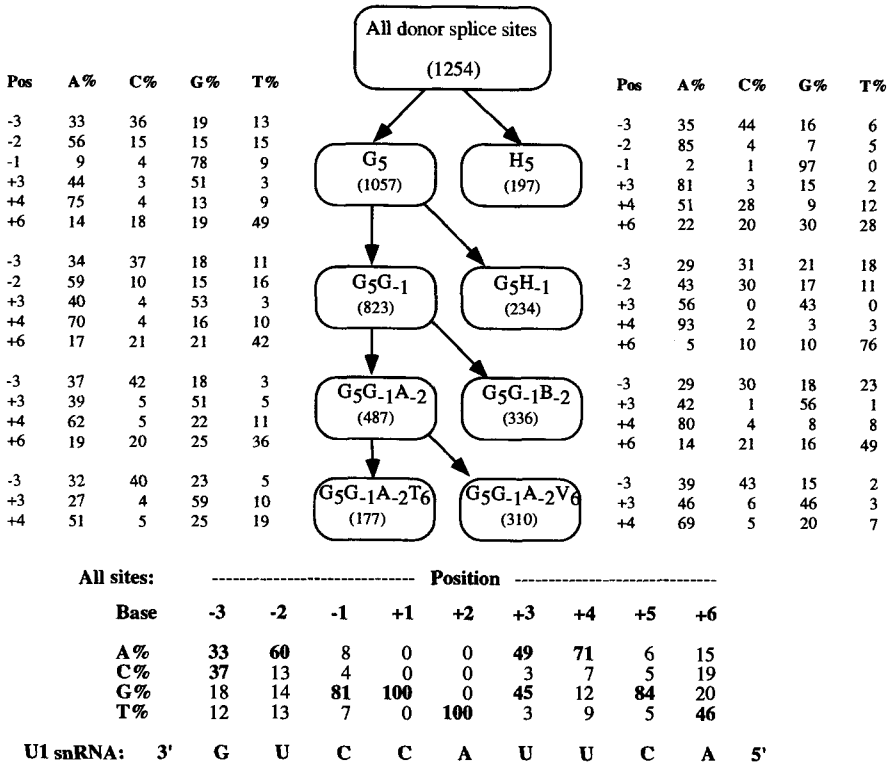 All donor splice sites
(1254)
Pos A% C% G% T%
-3 33 36 19 13
-2 56 15 15 15
-1 9 4 78 9
+3 44 3 51 3
+4 75 4 13 9
+6 14 18 19 49
G5
(1057)
H5
(197)
Pos A% C% G% T%
-3 35 44 16 6
-2 85 4 7 5
-1 2 1 97 0
+3 81 3 15 2
+4 51 28 9 12
+6 22 20 30 28
-3 34 37 18 11
-2 59 10 15 16
+3 40 4 53 3
+4 70 4 16 10
+6 17 21 21 42
G5G-1
(823)
G5H-1
(234)
-3 29 31 21 18
-2 43 30 17 11
+3 56 0 43 0
+4 93 2 3 3
+6 5 10 10 76
-3 37 42 18 3
+3 39 5 51 5
+4 62 5 22 11
+6 19 20 25 36
G5G-1A-2
(487)
G5G-1B-2
(336)
-3 29 30 18 23
+3 42 1 56 1
+4 80 4 8 8
+6 14 21 16 49
-3 32 40 23 5
+3 27 4 59 10
+4 51 5 25 19
G5G-1A-2T6
(177)
G5G-1A-2V6
(310)
-3 39 43 15 2
+3 46 6 46 3
+4 69 5 20 7
All sites: Position
Base -3 -2 -1 +1 +2 +3 +4 +5 +6
A% 33 60 8 0 0 49 71 6 15
C% 37 13 4 0 0 3 7 5 19
G% 18 14 81 100 0 45 12 84 20
T% 12 13 7 0 100 3 9 5 46
U1 snRNA: 3' G U C C A U U C A 5'